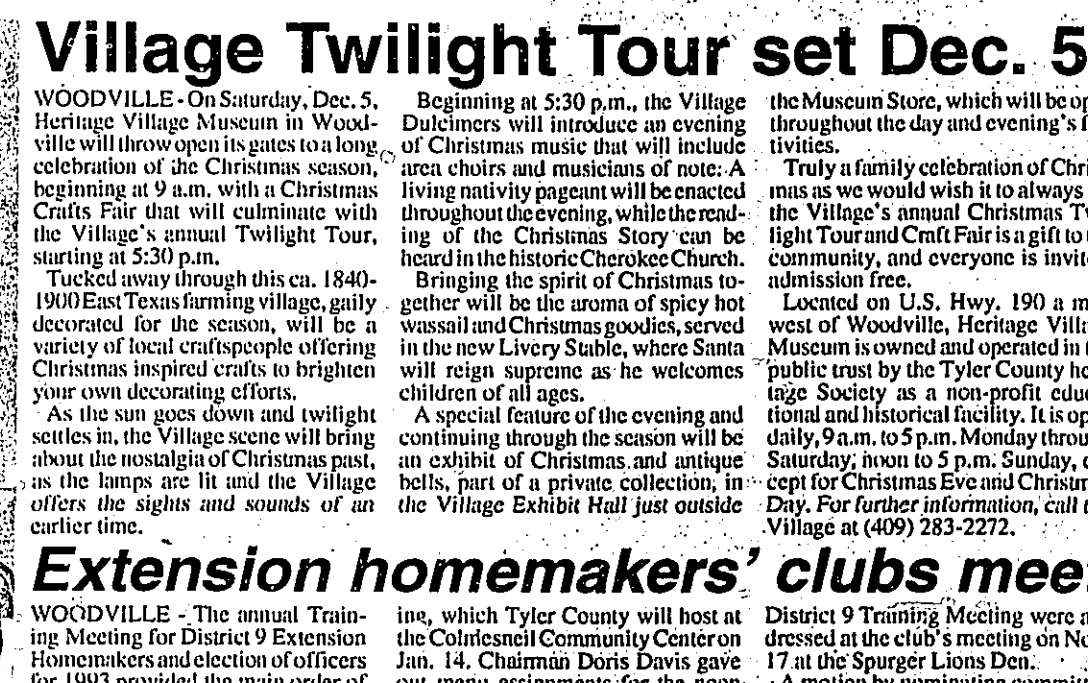 Village Twilight Tour set Dec. 5
WOODVILLE - On Saturday, Dec. 5,
Heritage Village Museum in Wood-
ville will throw open its gates to a long
celebration of the Christmas season,
beginning at 9 a.m. with a Christmas
Crafts Fair that will culminate with
the Village's annual Twilight Tour,
starting at 5:30 p.m.
Tucked away through this ca. 1840-
1900 East Texas farming village, gaily
decorated for the season, will be a
variety of local craftspeople offering
Christmas inspired crafts to brighten
your own decorating efforts.
As the sun goes down and twilight
settles in, the Village scene will bring
about the nostalgia of Christmas past,
as the lamps are lit and the Village
offers the sights and sounds of an
earlier time.
Beginning at 5:30 p.m., the Village
Dulcimers will introduce an evening
of Christmas music that will include
area choirs and musicians of note. A
living nativity pageant will be enacted
throughout the evening, while the read-
ing of the Christmas Story can be
heard in the historic Cherokee Church.
Bringing the spirit of Christmas to-
gether will be the aroma of spicy hot
wassail and Christmas goodies, served
in the new Livery Stable, where Santa
will reign supreme as he welcomes
children of all ages.
A special feature of the evening and
continuing through the season will be
an exhibit of Christmas and antique
bells, part of a private collection, in
the Village Exhibit Hall just outside
the Museum Store, which will be op
throughout the day and evening's f
tivities.
Truly a family celebration of Chri
mas as we would wish it to always
the Village's annual Christmas Tw
light Tour and Craft Fair is a gift to
community, and everyone is invite
admission free.
Located on U.S. Hwy. 190 a m
west of Woodville, Heritage Villa
Museum is owned and operated in t
public trust by the Tyler County he
tage Society as a non-profit educ
tional and historical facility. It is op
daily, 9 a.m. to 5 p.m. Monday throu
Saturday; noon to 5 p.m. Sunday, e
cept for Christmas Eve and Christm
Day. For further information, call t
Village at (409) 283-2272.
Extension homemakers' clubs mee
WOODVILLE - The annual Train-
ing Meeting for District 9 Extension
Homemakers and election of officers
for 1993 provided the main order of
ing, which Tyler County will host at
the Colmesneil Community Center on
Jan. 14. Chairman Doris Davis gave
out menu assignments for the noon
District 9 Training Meeting were a
dressed at the club's meeting on No
17 at the Spurger Lions Den.
A motion by nominating commit